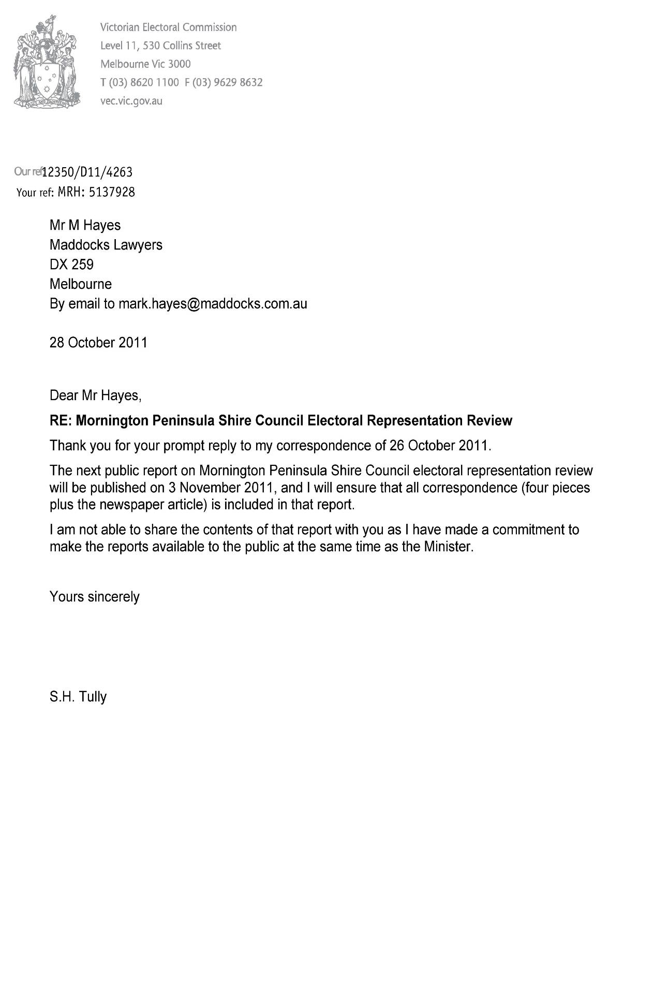 Victorian Electoral Commission
Level 11, 530 Collins Street
Melbourne Vic 3000
T (03) 8620 1100 F (03) 9629 8632
vec.vic.gov.au
Our ref: 12350/D11/4263
Your ref: MRH: 5137928
Mr M Hayes
Maddocks Lawyers
DX 259
Melbourne
By email to mark.hayes@maddocks.com.au
28 October 2011
Dear Mr Hayes,
RE: Mornington Peninsula Shire Council Electoral Representation Review
Thank you for your prompt reply to my correspondence of 26 October 2011.
The next public report on Mornington Peninsula Shire Council electoral representation review
will be published on 3 November 2011, and I will ensure that all correspondence (four pieces
plus the newspaper article) is included in that report.
I am not able to share the contents of that report with you as I have made a commitment to
make the reports available to the public at the same time as the Minister.
Yours sincerely
S.H. Tully